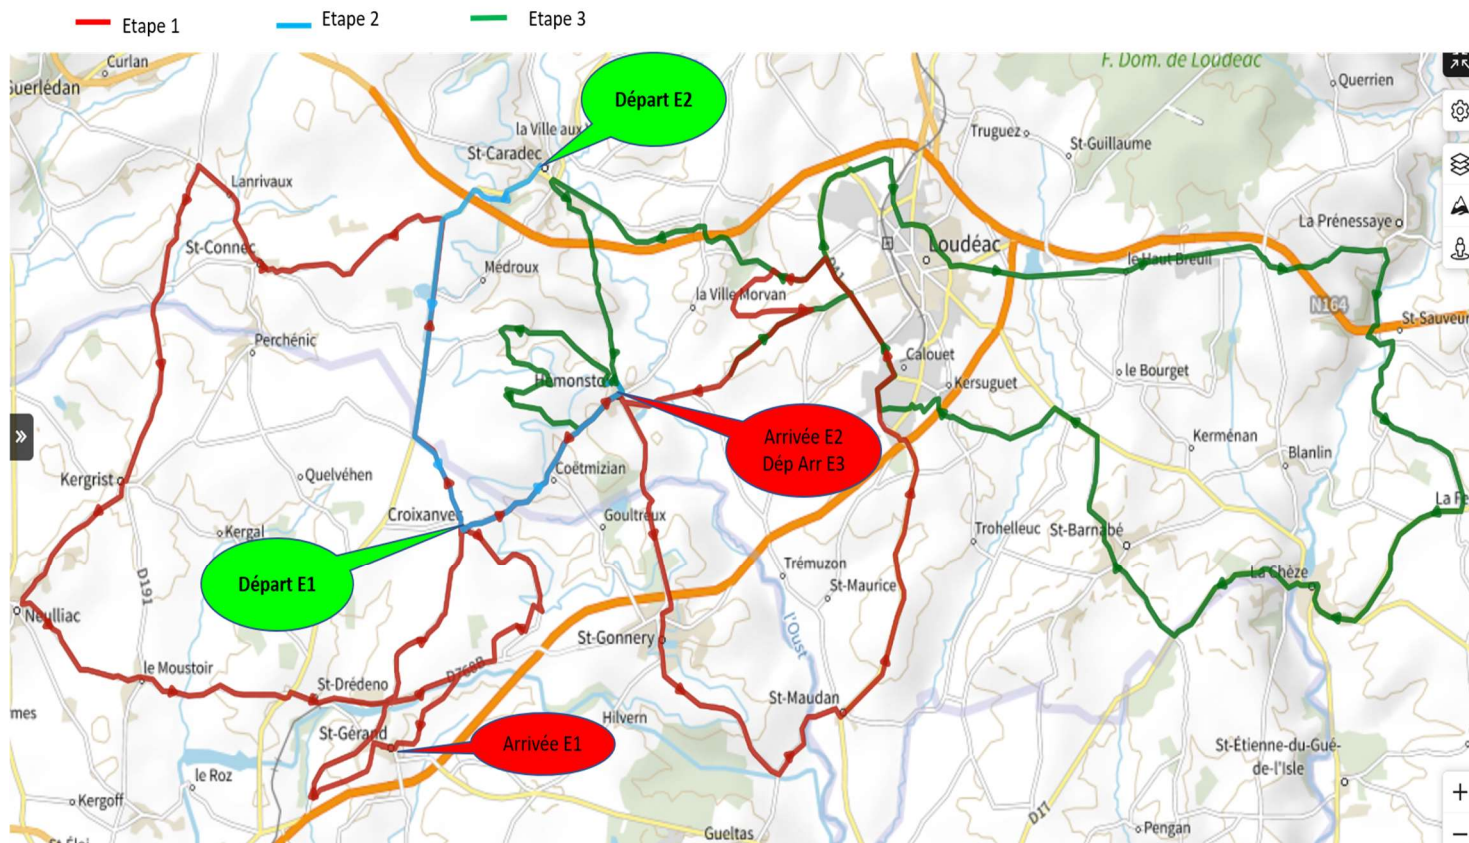 Etape 1
Etape 2
Etape 3
Curlan
F. Dom. de Loudeac
Querrien
Départ E2
la Ville aux
St-Caradec
Truguez
St-Guillaume
Lanrivaux
La Prénessaye
St-Connec
Loudéac
Médroux
le Haut Breuil
la Ville Morvan
N164
Perchénic
St-Sauveur
Calouet
le Bourget
Kersuguet
Arrivée E2
Dép Arr E3
Kerménan
Blanlin
Coëtmizian
Kergrist
Quelvéhen
Croixanvec
Goultreux
Kergal
Trohelleuc
St-Barnabé
Départ E1
D191
Trémuzon
La Chèze
St-Maurice
Neulliac
l'Oust
St-Gonnery
le Moustoir
D768B
St-Drédeno
St-Maudan
Hilvern
St-Gérand
Arrivée E1
St-Étienne-du-Gué-
de-l'Isle
le Roz
Kergoff
D17
Gueltas
Pengan